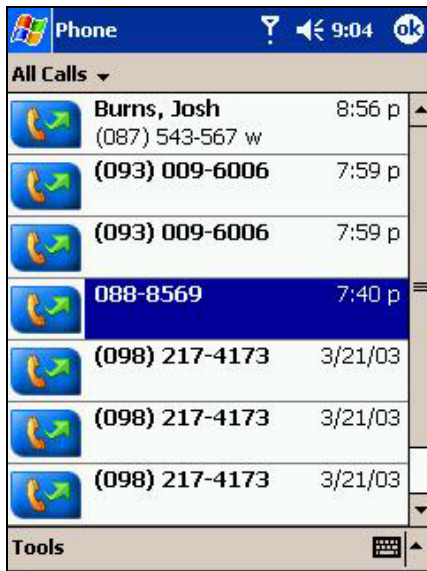 Phone 9:04 ok
All Calls
Burns, Josh 8:56 p
(087) 543-567 w
(093) 009-6006 7:59 p
(093) 009-6006 7:59 p
088-8569 7:40 p
(098) 217-4173 3/21/03
(098) 217-4173 3/21/03
(098) 217-4173 3/21/03
Tools